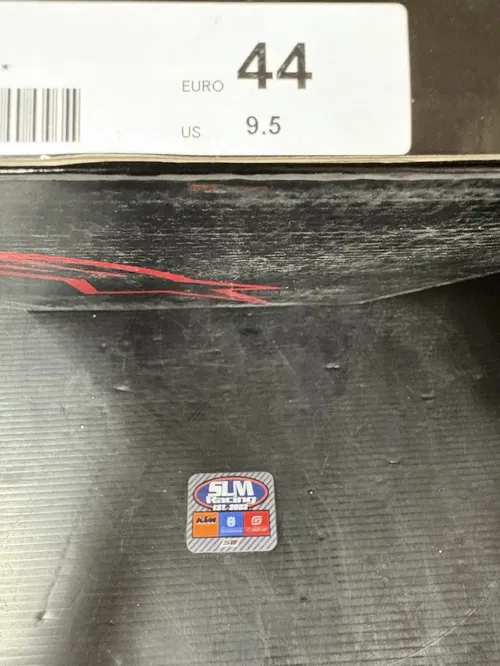 *
EURO 44
US 9.5
SLM
Racing
KTM